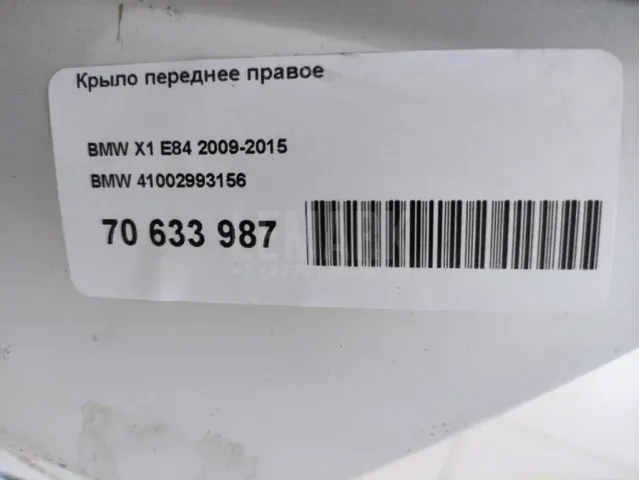 Крыло переднее правое
BMW X1 E84 2009-2015
BMW 41002993156
70 633 987